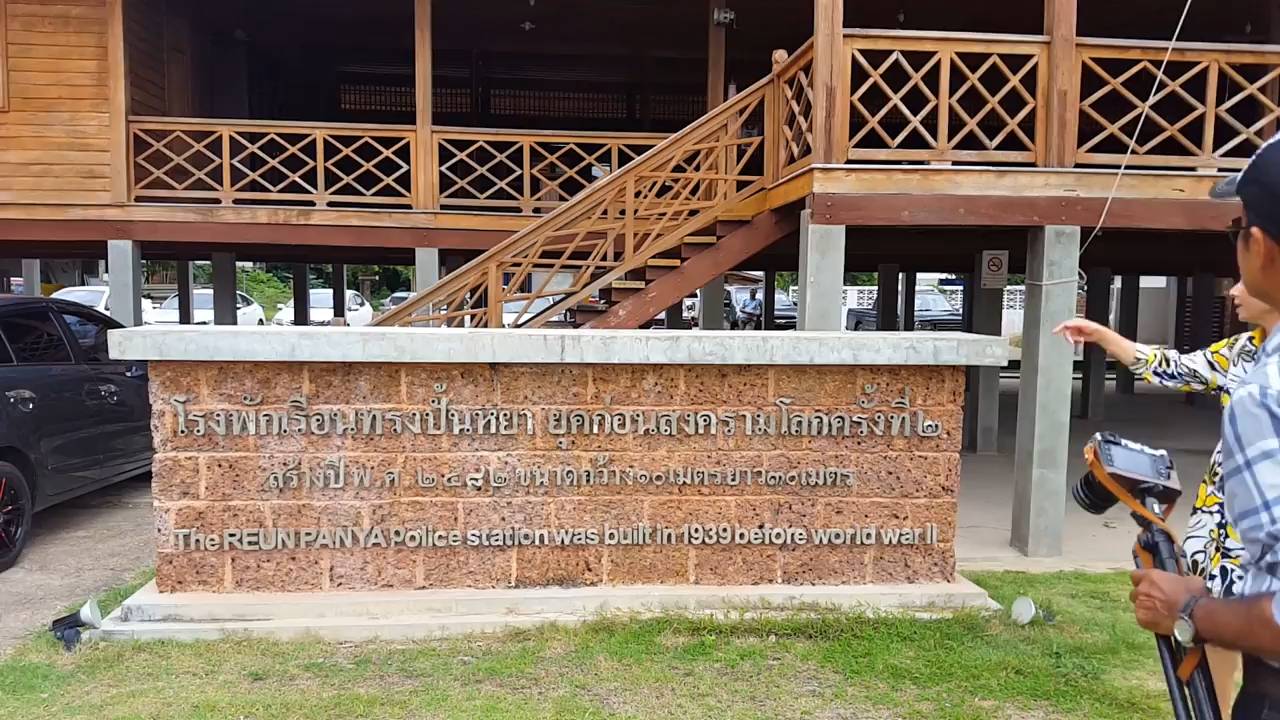 โรงพักเรือนทรงปั้นหยา ยุคก่อนสงครามโลกครั้งที่๒
สร้างปี พ.ศ. ๒๔๘๒ ขนาดกว้าง๑๐เมตรยาว๓๐เมตร
The REUN PANYA Police station was built in 1939 before world war II